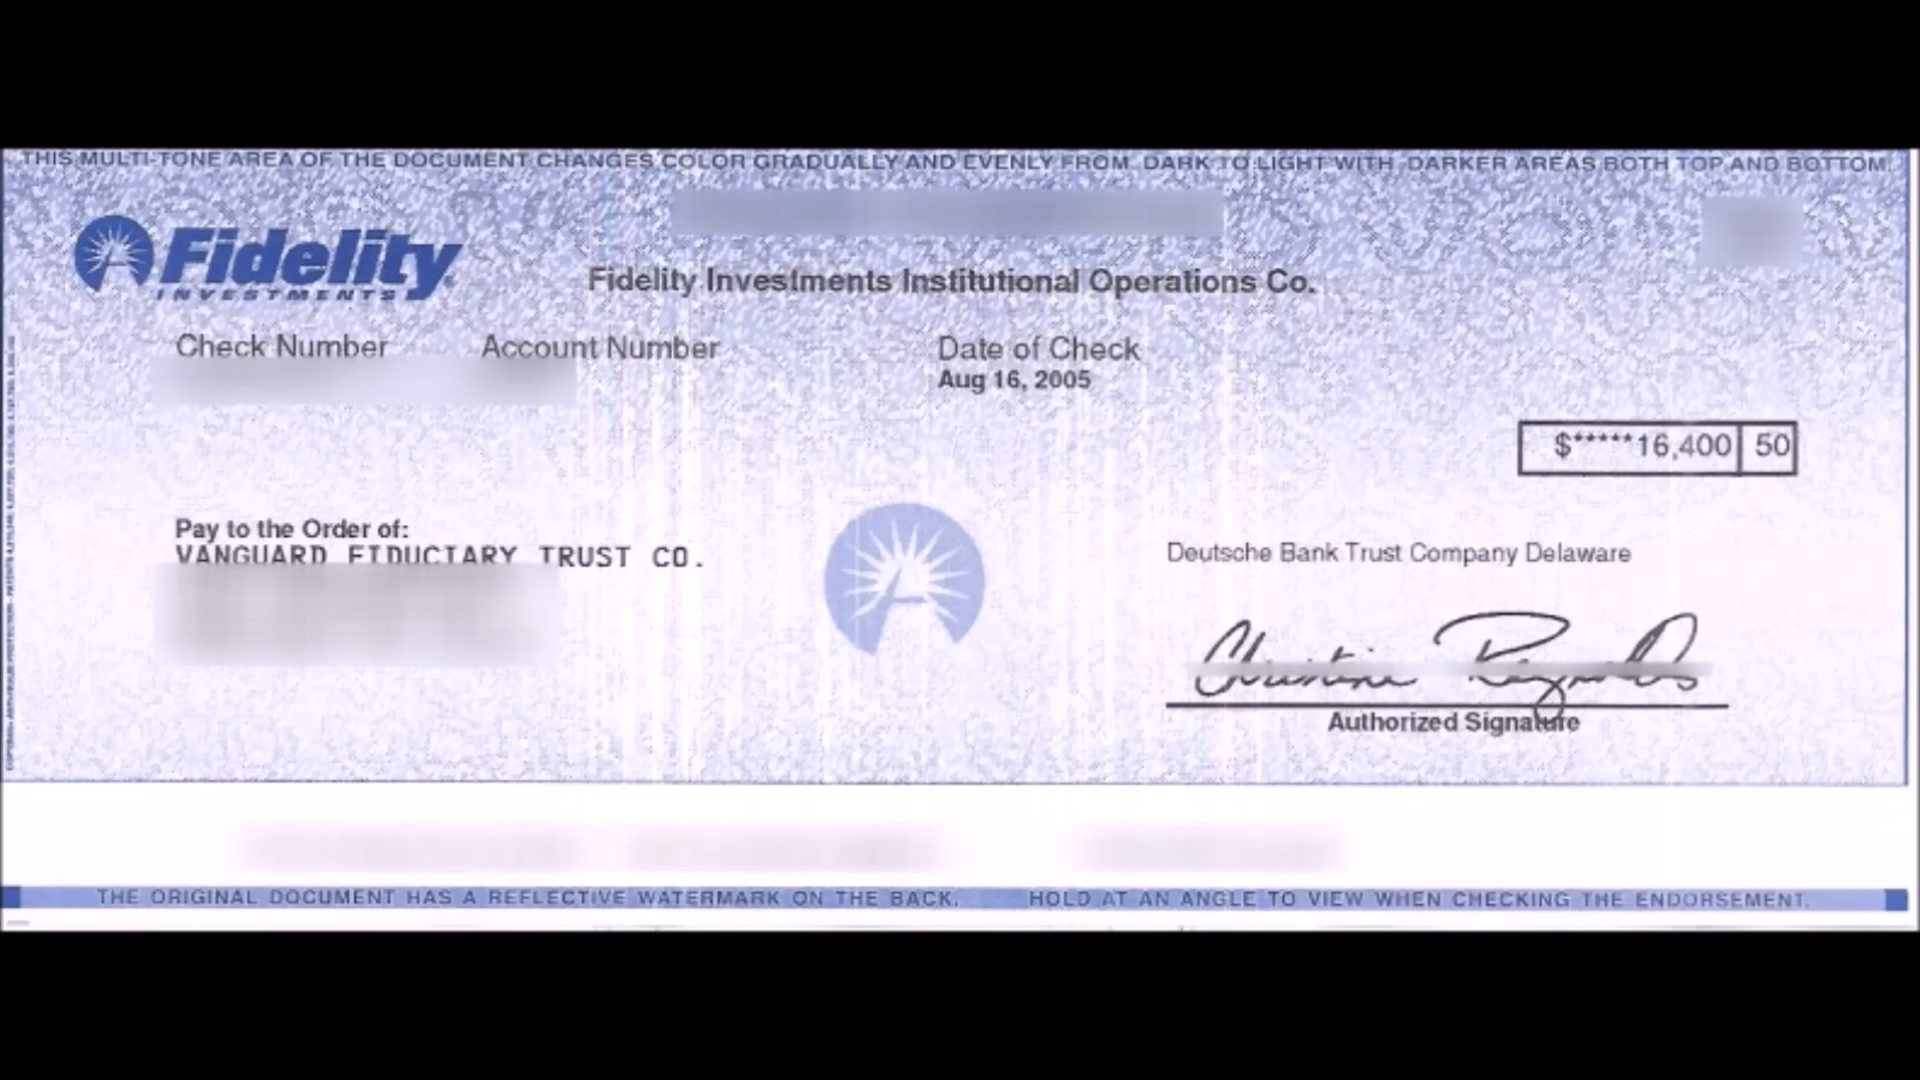 THIS MULTI-TONE AREA OF THE DOCUMENT CHANGES COLOR GRADUALLY AND EVENLY FROM DARK TO LIGHT WITH DARKER AREAS BOTH TOP AND BOTTOM.
Fidelity
INVESTMENTS
Fidelity Investments Institutional Operations Co.
Check Number Account Number Date of Check
Aug 16, 2005
$*****16,400 50
Pay to the Order of:
VANGUARD FIDUCIARY TRUST CO.
Deutsche Bank Trust Company Delaware
Christine Reynolds
Authorized Signature
THE ORIGINAL DOCUMENT HAS A REFLECTIVE WATERMARK ON THE BACK. HOLD AT AN ANGLE TO VIEW WHEN CHECKING THE ENDORSEMENT.